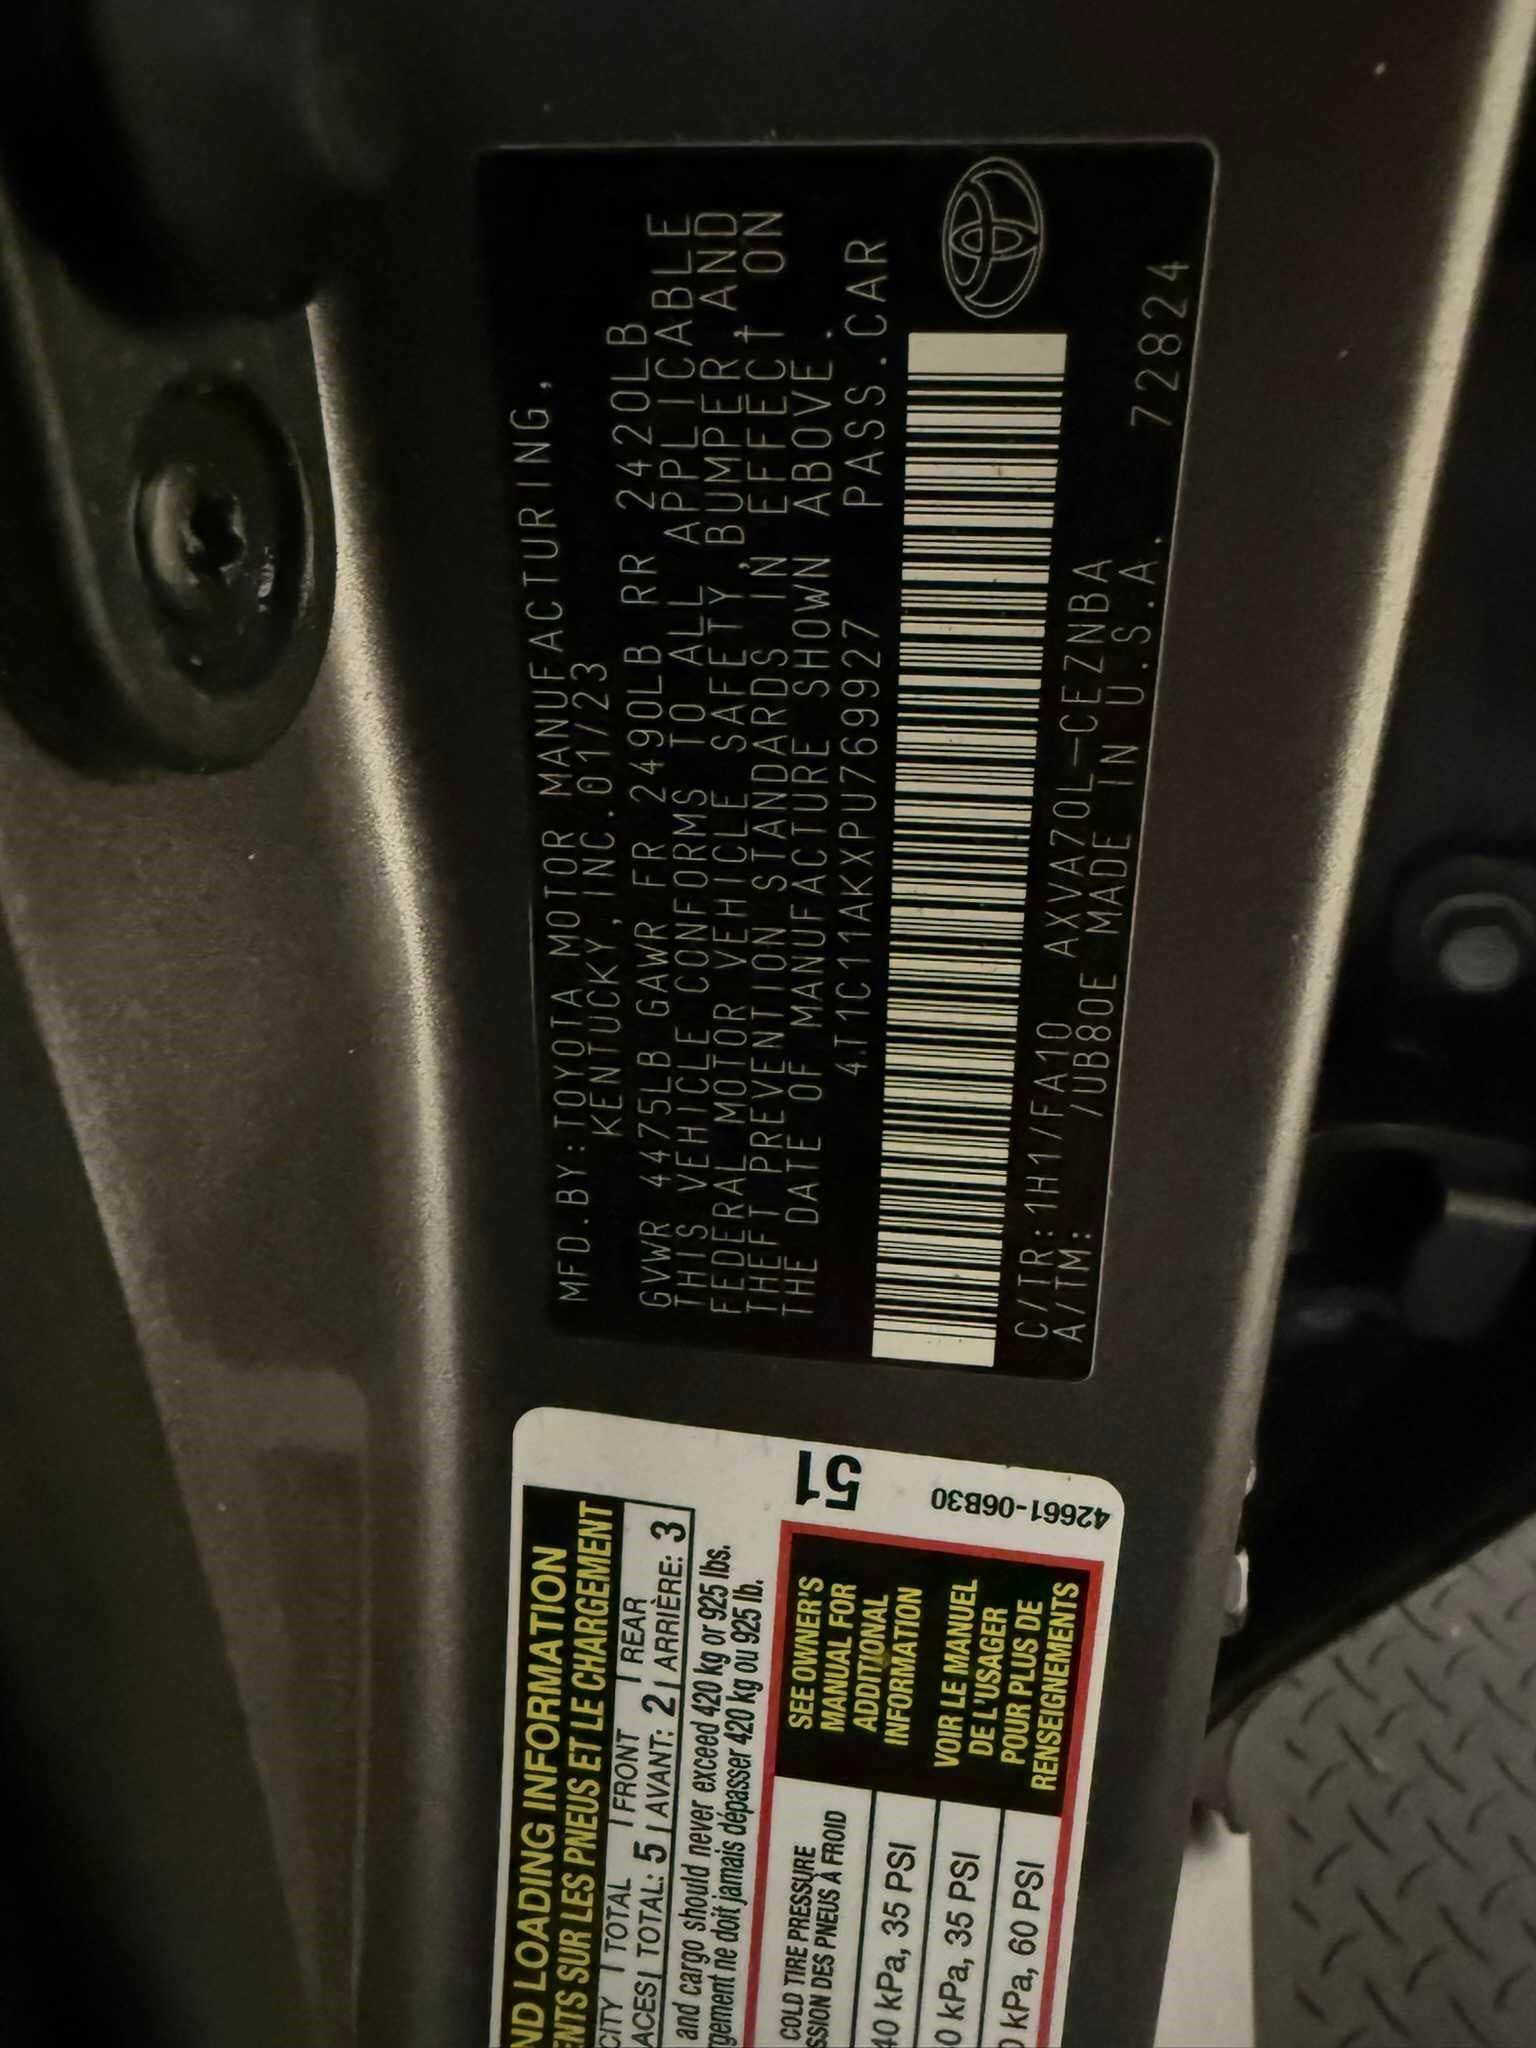 MFD.BY:TOYOTA MOTOR MANUFACTURING,
KENTUCKY,INC.01/23
GVWR 4475LB GAWR FR 2490LB RR 2420LB
THIS VEHICLE CONFORMS TO ALL APPLICABLE
FEDERAL MOTOR VEHICLE SAFETY,BUMPER,AND
THEFT PREVENTION STANDARDS IN EFFECT ON
THE DATE OF MANUFACTURE SHOWN ABOVE.
4T1C11AKXPU769927 PASS.CAR
C/TR:1H1/FA10 AXVA70L-CEZNBA
A/TM: /UB80E MADE IN U.S.A. 72824
ND LOADING INFORMATION
ENTS SUR LES PNEUS ET LE CHARGEMENT
CITY TOTAL FRONT REAR
ACES TOTAL: 5 AVANT: 2 ARRIÈRE: 3
and cargo should never exceed 420 kg or 925 lbs.
rgement ne doit jamais dépasser 420 kg ou 925 lb.
51
42661-06B30
COLD TIRE PRESSURE
SSION DES PNEUS À FROID
40 kPa, 35 PSI
0 kPa, 35 PSI
0 kPa, 60 PSI
SEE OWNER'S
MANUAL FOR
ADDITIONAL
INFORMATION
VOIR LE MANUEL
DE L'USAGER
POUR PLUS DE
RENSEIGNEMENTS